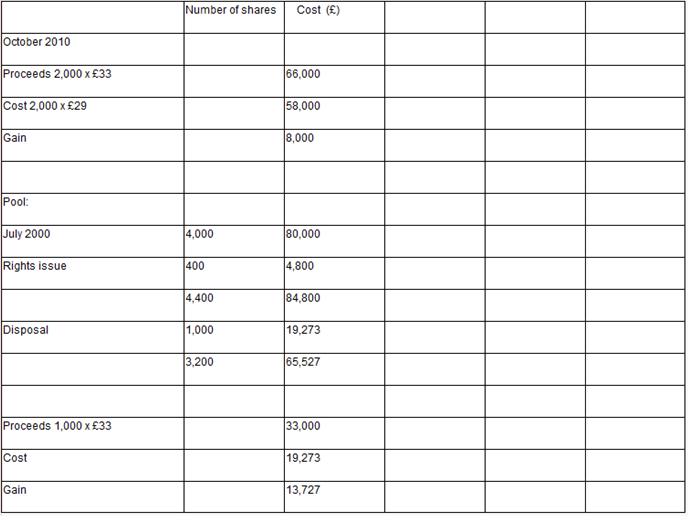 Number of shares Cost (£)
October 2010
Proceeds 2,000 x £33 66,000
Cost 2,000 x £29 58,000
Gain 8,000
Pool:
July 2000 4,000 80,000
Rights issue 400 4,800
4,400 84,800
Disposal 1,000 19,273
3,200 65,527
Proceeds 1,000 x £33 33,000
Cost 19,273
Gain 13,727